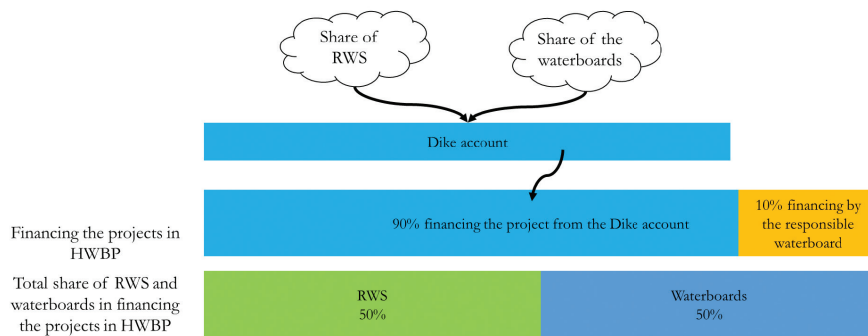 Share of
RWS
Share of the
waterboards
Dike account
Financing the projects in
HWBP
90% financing the project from the Dike account
10% financing by
the responsible
waterboard
Total share of RWS and
waterboards in financing
the projects in HWBP
RWS
50%
Waterboards
50%